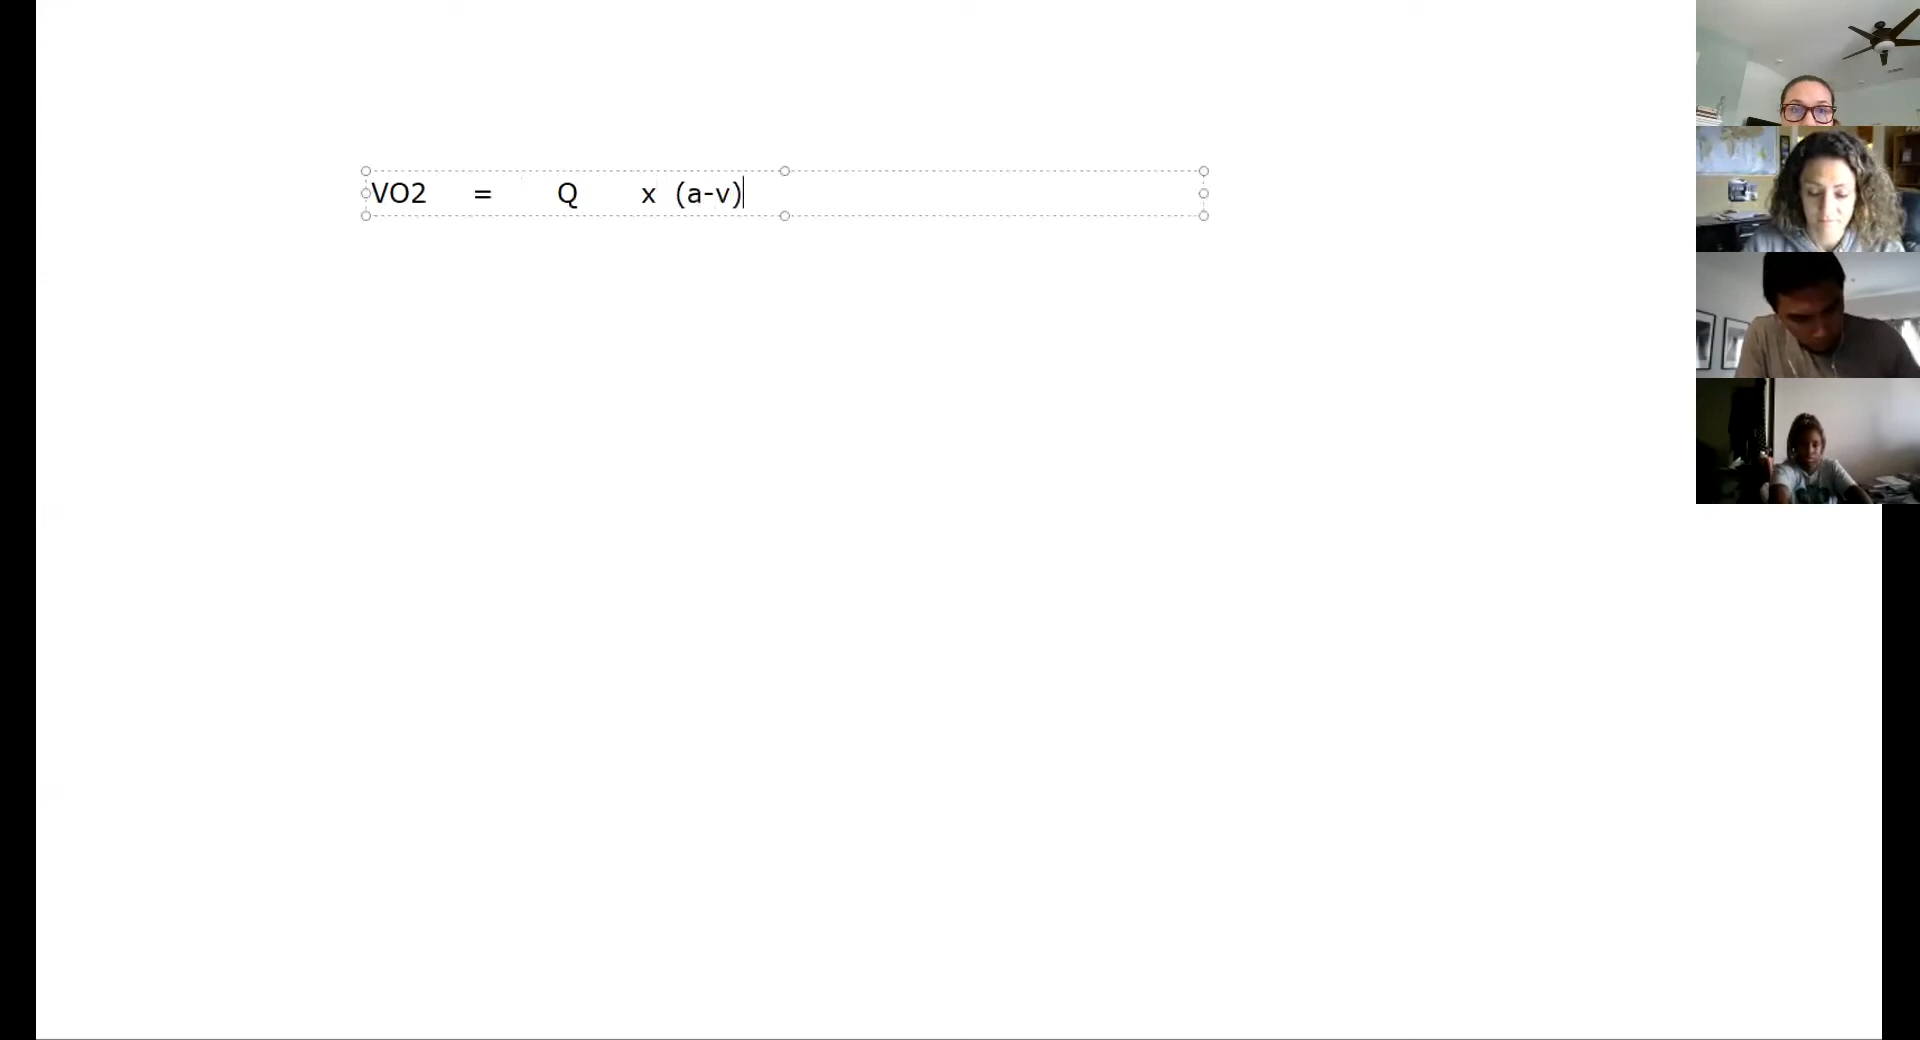 VO2 = Q x (a-v)